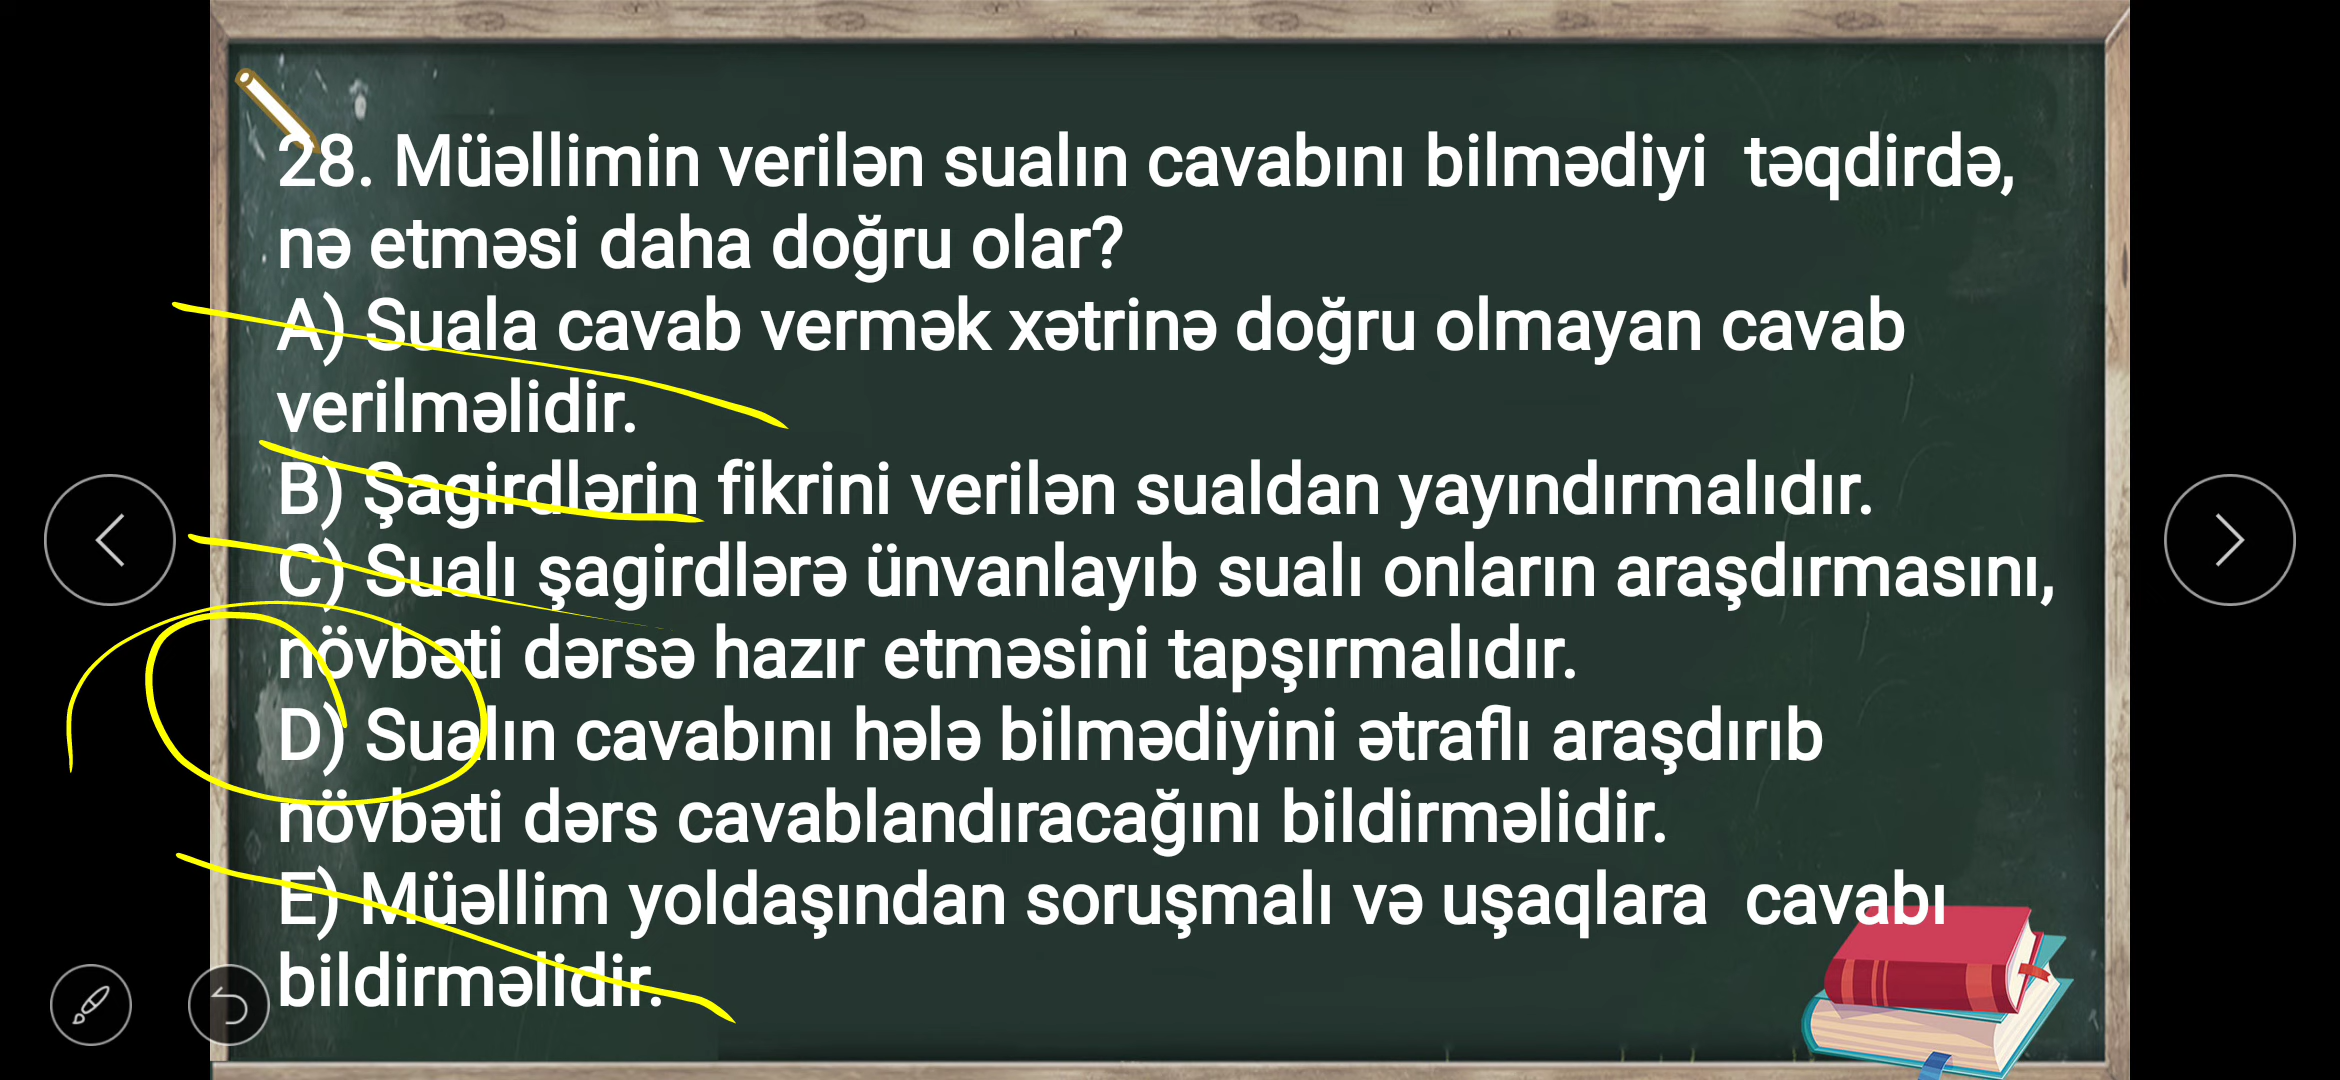 28. Müəllimin verilən sualın cavabını bilmədiyi təqdirdə,
nə etməsi daha doğru olar?
A) Suala cavab vermək xətrinə doğru olmayan cavab
verilməlidir.
B) Şagirdlərin fikrini verilən sualdan yayındırmalıdır.
C) Sualı şagirdlərə ünvanlayıb sualı onların araşdırmasını,
növbəti dərsə hazır etməsini tapşırmalıdır.
D) Sualın cavabını hələ bilmədiyini ətraflı araşdırıb
növbəti dərs cavablandıracağını bildirməlidir.
E) Müəllim yoldaşından soruşmalı və uşaqlara cavabı
bildirməlidir.